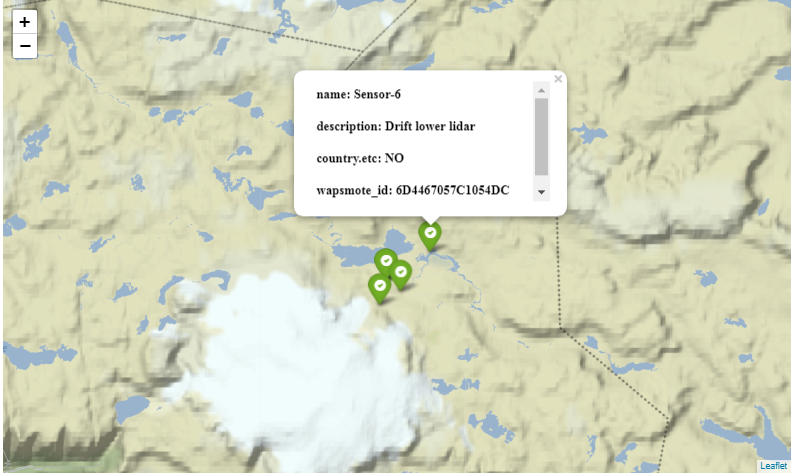 +
−
×
name: Sensor-6
description: Drift lower lidar
country.etc: NO
wapsmote_id: 6D4467057C1054DC
Leaflet